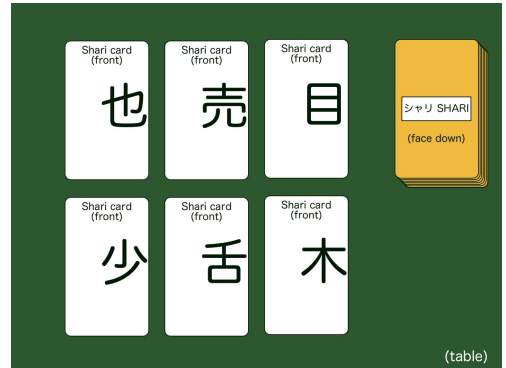 Shari card
(front)
也
Shari card
(front)
売
Shari card
(front)
目
シャリ SHARI
(face down)
Shari card
(front)
少
Shari card
(front)
舌
Shari card
(front)
木
(table)